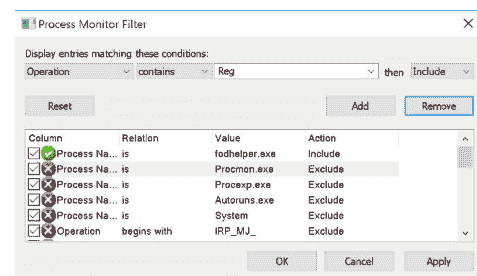 Process Monitor Filter
Display entries matching these conditions:
Operation contains Reg then Include
Reset Add Remove
Column Relation Value Action
Process Na... is fodhelper.exe Include
Process Na... is Procmon.exe Exclude
Process Na... is Procexp.exe Exclude
Process Na... is Autoruns.exe Exclude
Process Na... is System Exclude
Operation begins with IRP_MJ_ Exclude
OK Cancel Apply